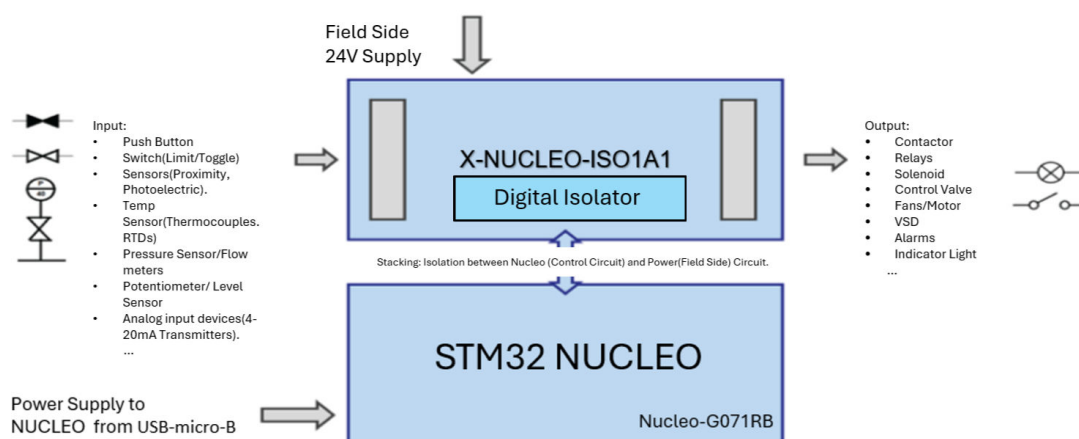 Field Side
24V Supply
Input:
• Push Button
• Switch(Limit/Toggle)
• Sensors(Proximity,
Photoelectric).
• Temp
Sensor(Thermocouples.
RTDs)
• Pressure Sensor/Flow
meters
• Potentiometer/ Level
Sensor
• Analog input devices(4-
20mA Transmitters).
...
X-NUCLEO-ISO1A1
Digital Isolator
Output:
• Contactor
• Relays
• Solenoid
• Control Valve
• Fans/Motor
• VSD
• Alarms
• Indicator Light
...
Stacking: Isolation between Nucleo (Control Circuit) and Power(Field Side) Circuit.
STM32 NUCLEO
Nucleo-G071RB
Power Supply to
NUCLEO from USB-micro-B